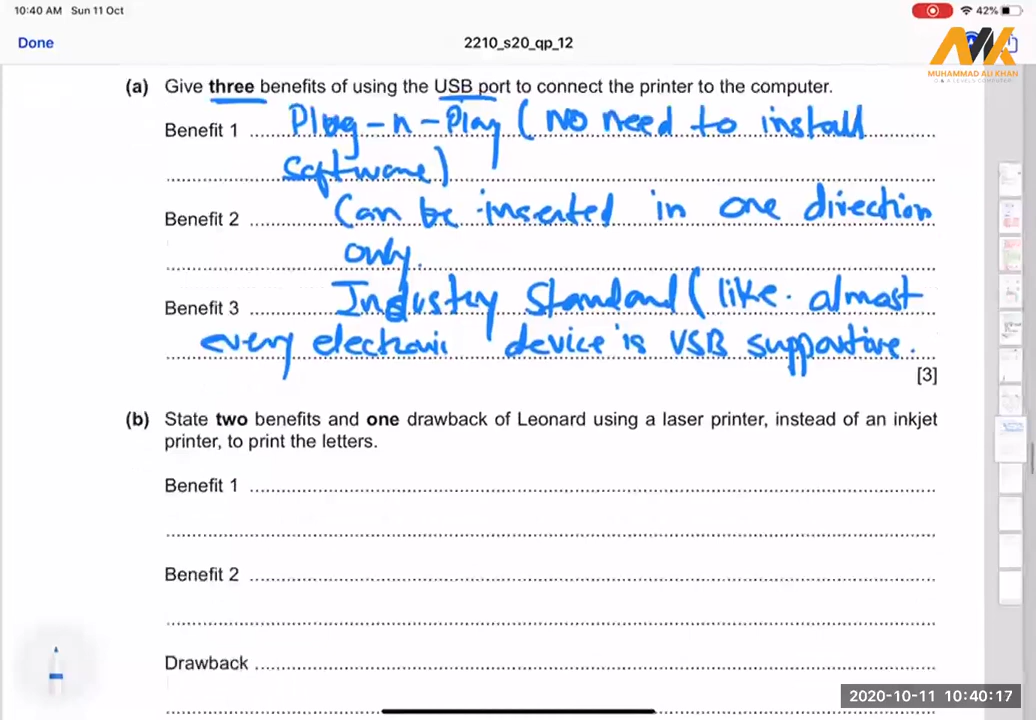 10:40 AM Sun 11 Oct 42%
Done 2210_s20_qp_12
MUHAMMAD ALI KHAN
(a) Give three benefits of using the USB port to connect the printer to the computer.
Benefit 1 Plug-n-Play (No need to install
software)
Benefit 2 Can be inserted in one direction
only.
Benefit 3 Industry Standard (like almost
every electronic device is USB supportive.
[3]
(b) State two benefits and one drawback of Leonard using a laser printer, instead of an inkjet
printer, to print the letters.
Benefit 1
Benefit 2
Drawback
2020-10-11 10:40:17